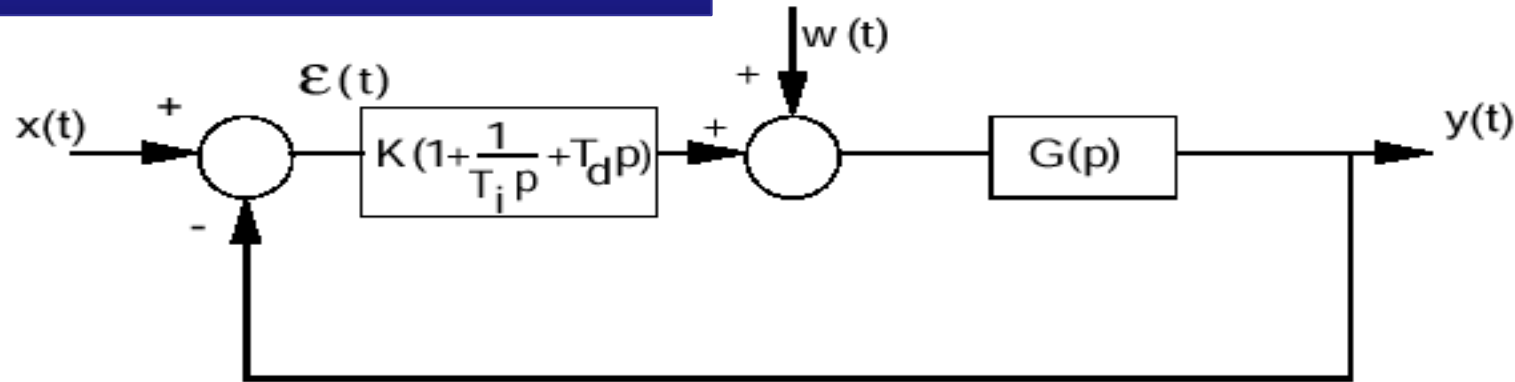 w (t)
+
ε(t)
x(t)
+
K(1+1/(T_i p)+T_d p)
+
G(p)
y(t)
-